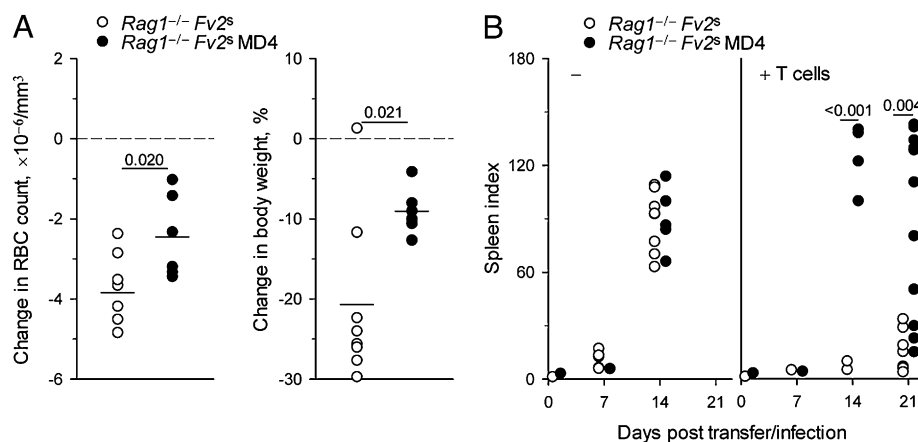 A
Rag1⁻/⁻ Fv2ˢ
Rag1⁻/⁻ Fv2ˢ MD4
Change in RBC count, ×10⁻⁶/mm³
2
0
-2
-4
-6
0.020
Change in body weight, %
10
0
-10
-20
-30
0.021
B
Rag1⁻/⁻ Fv2ˢ
Rag1⁻/⁻ Fv2ˢ MD4
Spleen index
180
120
60
0
−
+ T cells
<0.001
0.004
0 7 14 21 0 7 14 21
Days post transfer/infection